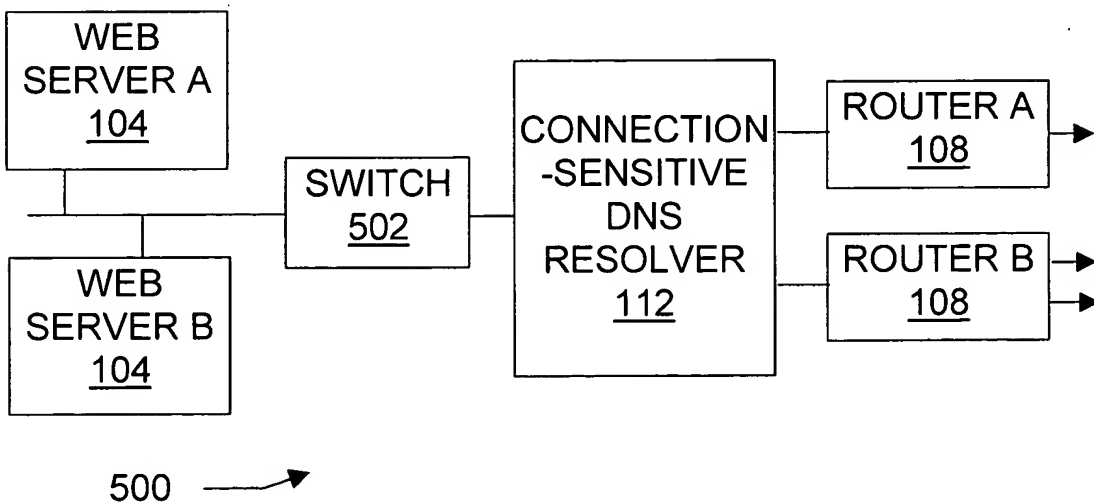 WEB
SERVER A
104
WEB
SERVER B
104
SWITCH
502
CONNECTION
-SENSITIVE
DNS
RESOLVER
112
ROUTER A
108
ROUTER B
108
500